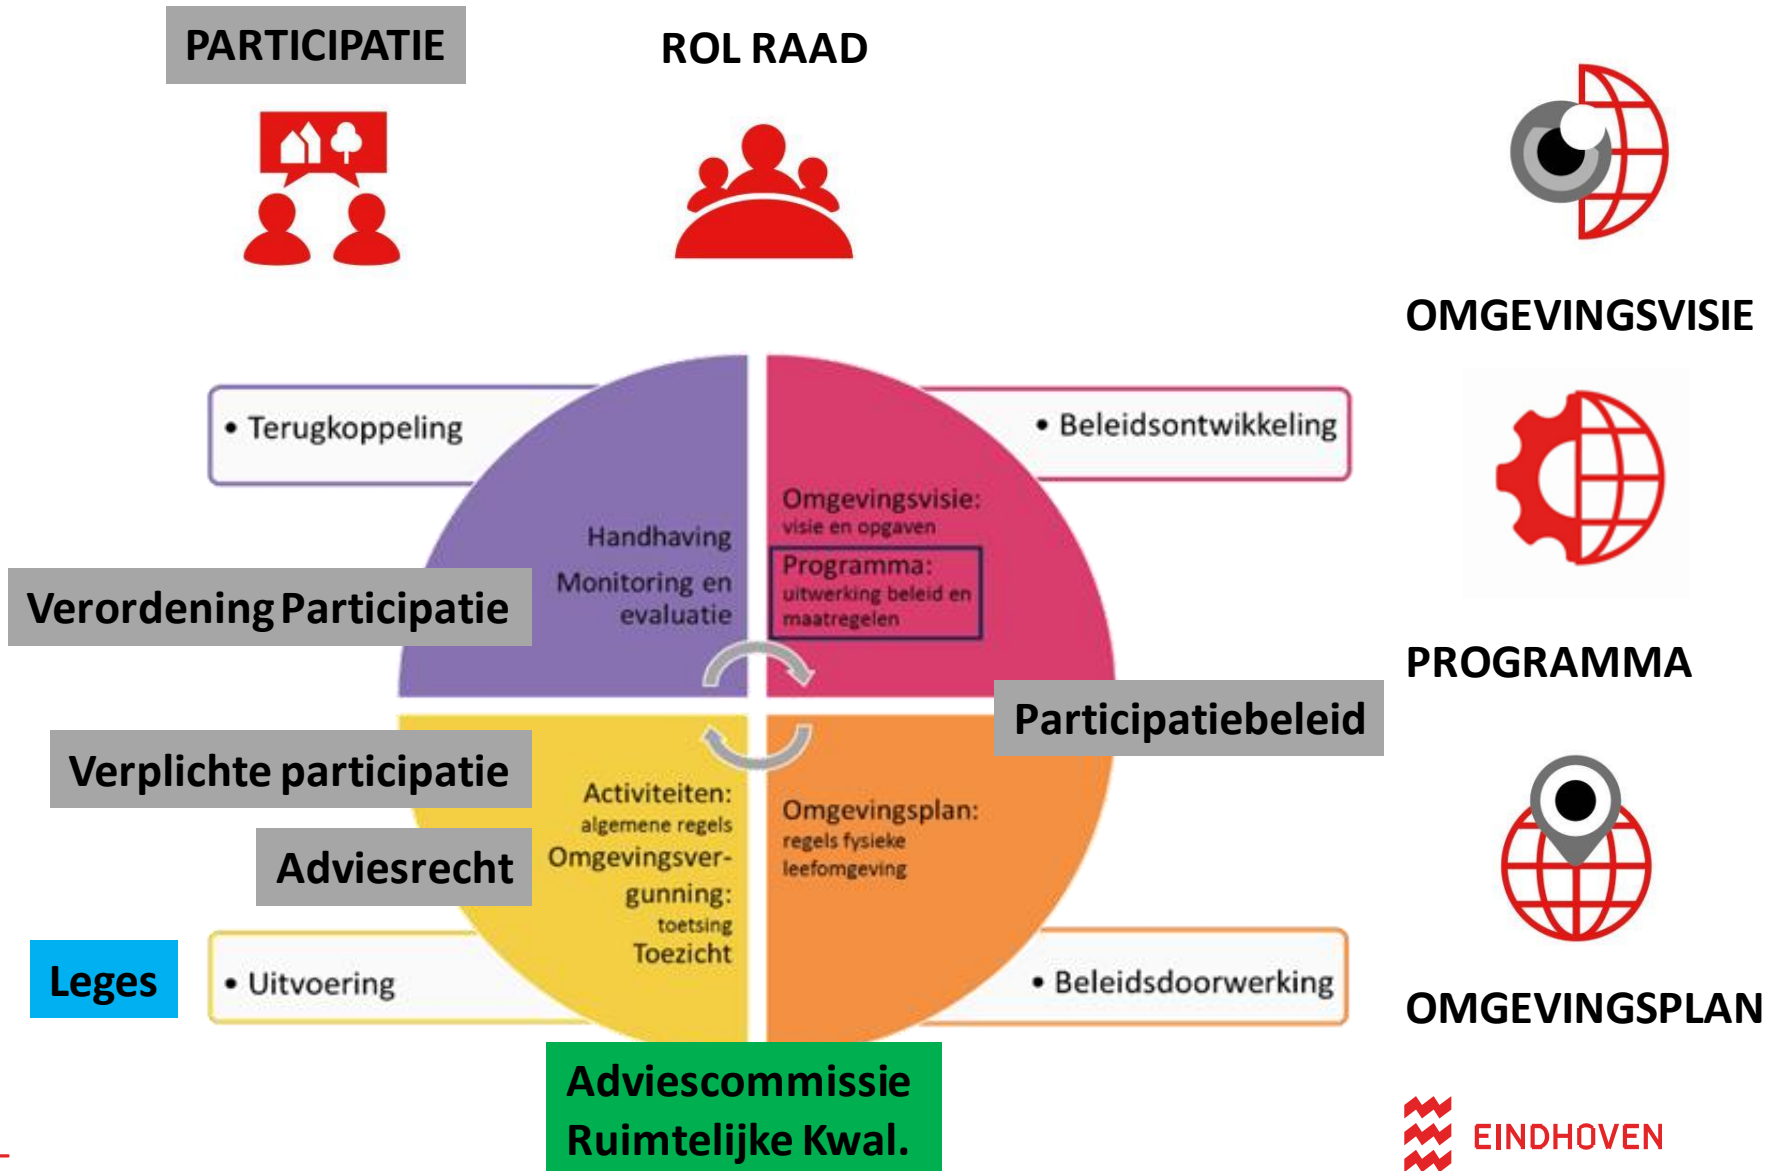 PARTICIPATIE
ROL RAAD
OMGEVINGSVISIE
• Terugkoppeling
• Beleidsontwikkeling
Handhaving
Monitoring en
evaluatie
Omgevingsvisie:
visie en opgaven
Programma:
uitwerking beleid en
maatregelen
Verordening Participatie
PROGRAMMA
Participatiebeleid
Verplichte participatie
Adviesrecht
Activiteiten:
algemene regels
Omgevingsver-
gunning:
toetsing
Toezicht
Omgevingsplan:
regels fysieke
leefomgeving
Leges
• Uitvoering
• Beleidsdoorwerking
OMGEVINGSPLAN
Adviescommissie
Ruimtelijke Kwal.
EINDHOVEN